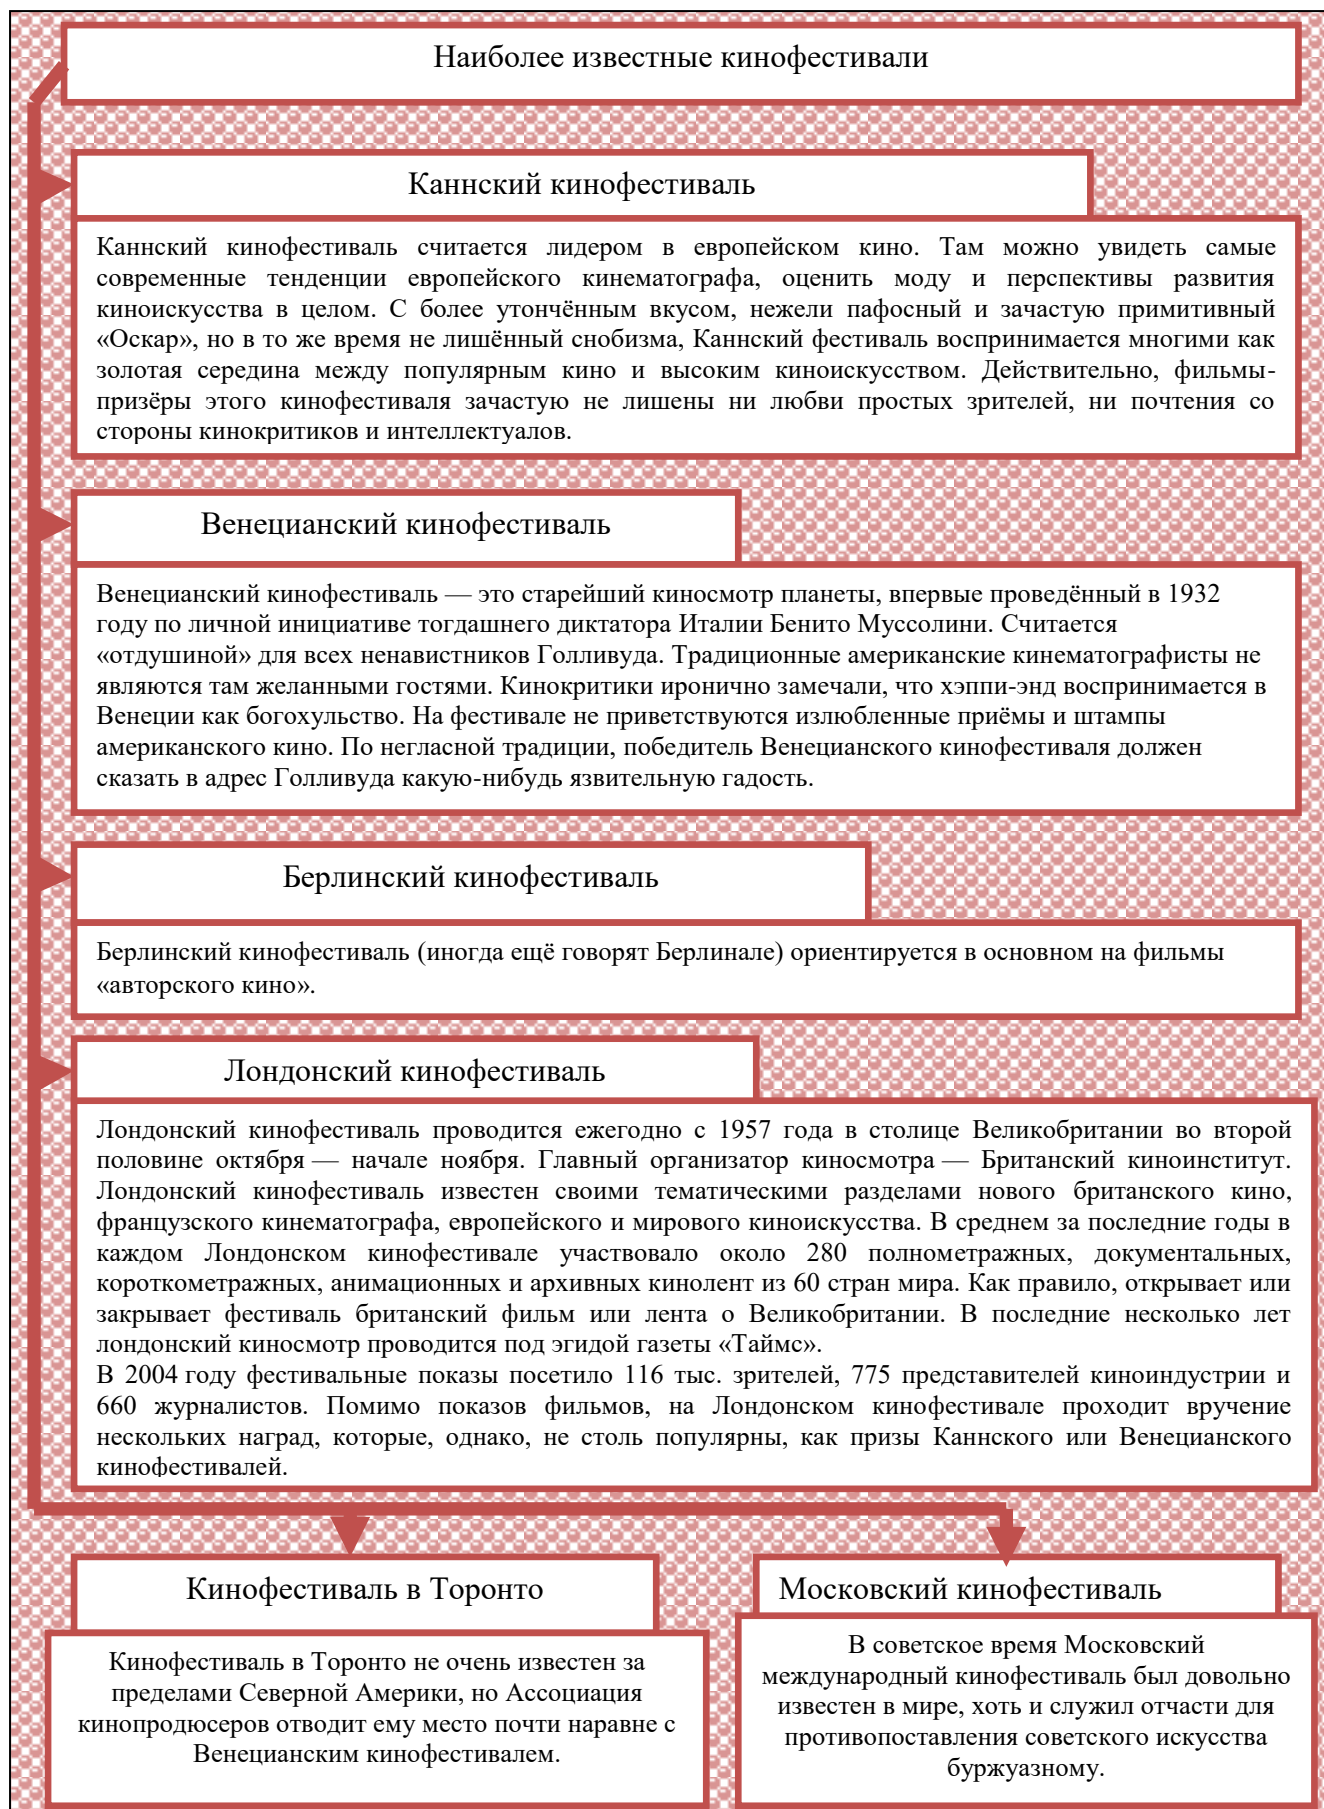 Наиболее известные кинофестивали
Каннский кинофестиваль
Каннский кинофестиваль считается лидером в европейском кино. Там можно увидеть самые
современные тенденции европейского кинематографа, оценить моду и перспективы развития
киноискусства в целом. С более утончённым вкусом, нежели пафосный и зачастую примитивный
«Оскар», но в то же время не лишённый снобизма, Каннский фестиваль воспринимается многими как
золотая середина между популярным кино и высоким киноискусством. Действительно, фильмы-
призёры этого кинофестиваля зачастую не лишены ни любви простых зрителей, ни почтения со
стороны кинокритиков и интеллектуалов.
Венецианский кинофестиваль
Венецианский кинофестиваль — это старейший киносмотр планеты, впервые проведённый в 1932
году по личной инициативе тогдашнего диктатора Италии Бенито Муссолини. Считается
«отдушиной» для всех ненавистников Голливуда. Традиционные американские кинематографисты не
являются там желанными гостями. Кинокритики иронично замечали, что хэппи-энд воспринимается в
Венеции как богохульство. На фестивале не приветствуются излюбленные приёмы и штампы
американского кино. По негласной традиции, победитель Венецианского кинофестиваля должен
сказать в адрес Голливуда какую-нибудь язвительную гадость.
Берлинский кинофестиваль
Берлинский кинофестиваль (иногда ещё говорят Берлинале) ориентируется в основном на фильмы
«авторского кино».
Лондонский кинофестиваль
Лондонский кинофестиваль проводится ежегодно с 1957 года в столице Великобритании во второй
половине октября — начале ноября. Главный организатор киносмотра — Британский киноинститут.
Лондонский кинофестиваль известен своими тематическими разделами нового британского кино,
французского кинематографа, европейского и мирового киноискусства. В среднем за последние годы в
каждом Лондонском кинофестивале участвовало около 280 полнометражных, документальных,
короткометражных, анимационных и архивных кинолент из 60 стран мира. Как правило, открывает или
закрывает фестиваль британский фильм или лента о Великобритании. В последние несколько лет
лондонский киносмотр проводится под эгидой газеты «Таймс».
В 2004 году фестивальные показы посетило 116 тыс. зрителей, 775 представителей киноиндустрии и
660 журналистов. Помимо показов фильмов, на Лондонском кинофестивале проходит вручение
нескольких наград, которые, однако, не столь популярны, как призы Каннского или Венецианского
кинофестивалей.
Кинофестиваль в Торонто
Кинофестиваль в Торонто не очень известен за
пределами Северной Америки, но Ассоциация
кинопродюсеров отводит ему место почти наравне с
Венецианским кинофестивалем.
Московский кинофестиваль
В советское время Московский
международный кинофестиваль был довольно
известен в мире, хоть и служил отчасти для
противопоставления советского искусства
буржуазному.